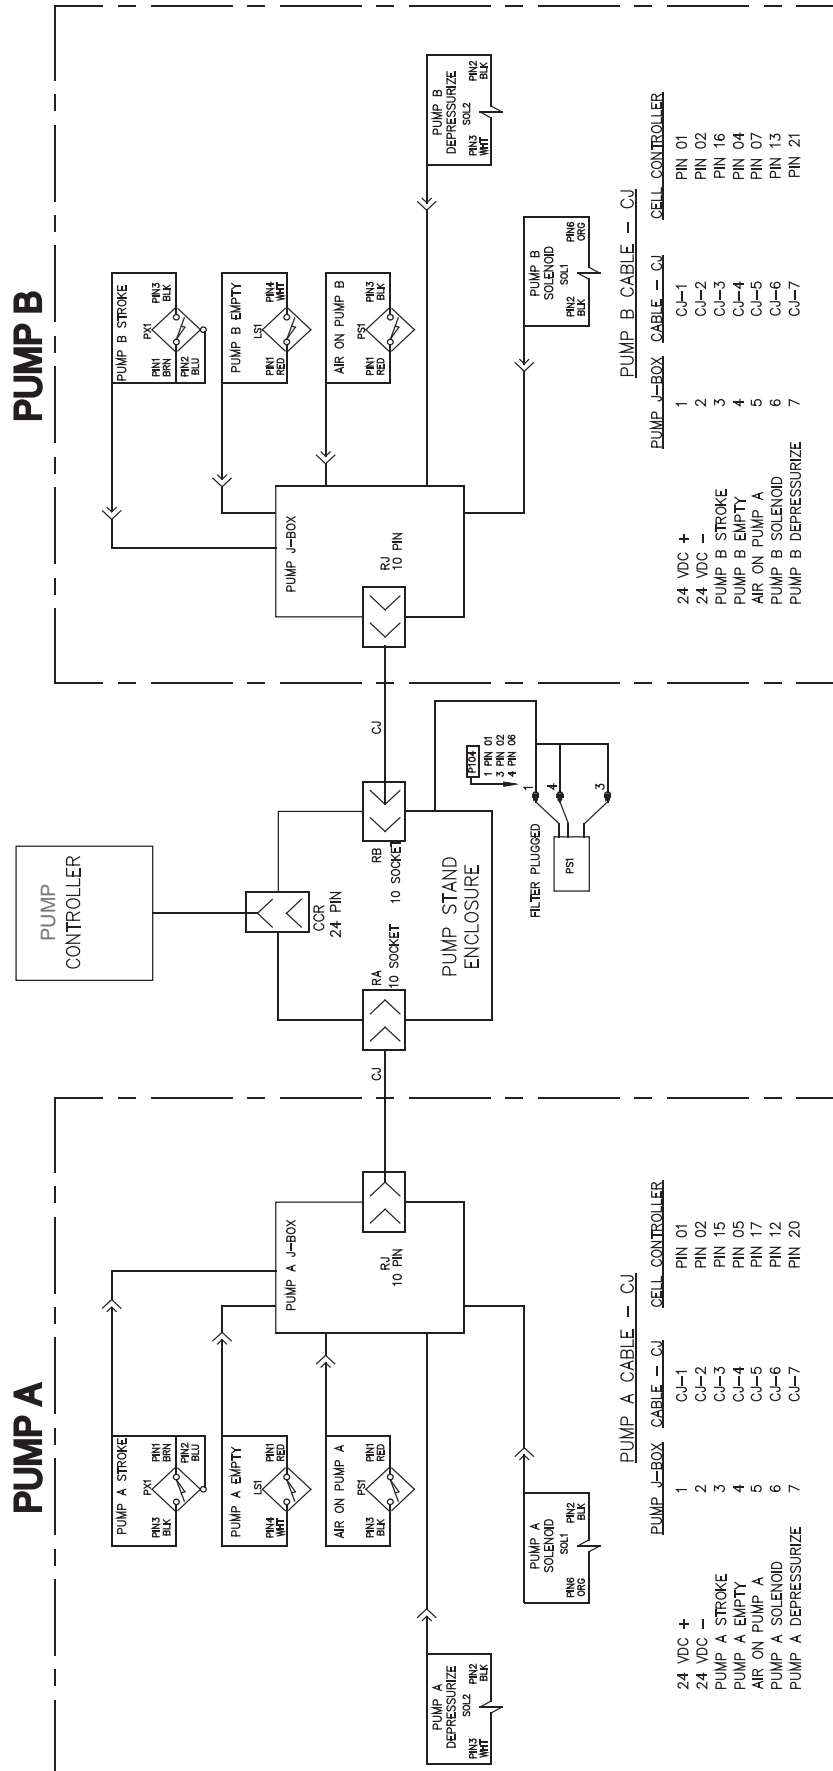 PUMP A
PUMP A STROKE
PX1
PIN3
BLK
PIN1
BRN
PIN2
BLU
PUMP A EMPTY
LS1
PIN4
WHT
PIN1
RED
AIR ON PUMP A
PS1
PIN3
BLK
PIN1
RED
PUMP A
DEPRESSURIZE
SOL2
PIN3
WHT
PIN2
BLK
PUMP A
SOLENOID
SOL1
PIN6
ORG
PIN2
BLK
PUMP A J-BOX
RJ
10 PIN
CJ
PUMP A CABLE - CJ
PUMP J-BOX CABLE - CJ CELL CONTROLLER
24 VDC + 1 CJ-1 PIN 01
24 VDC - 2 CJ-2 PIN 02
PUMP A STROKE 3 CJ-3 PIN 15
PUMP A EMPTY 4 CJ-4 PIN 05
AIR ON PUMP A 5 CJ-5 PIN 17
PUMP A SOLENOID 6 CJ-6 PIN 12
PUMP A DEPRESSURIZE 7 CJ-7 PIN 20
PUMP
CONTROLLER
CCR
24 PIN
RA
10 SOCKET
RB
10 SOCKET
PUMP STAND
ENCLOSURE
CJ
P104
1 PIN 01
3 PIN 02
4 PIN 06
FILTER PLUGGED
PS1
1
4
3
PUMP B
PUMP B STROKE
PX1
PIN1
BRN
PIN2
BLU
PIN3
BLK
PUMP B EMPTY
LS1
PIN1
RED
PIN4
WHT
AIR ON PUMP B
PS1
PIN1
RED
PIN3
BLK
PUMP B
DEPRESSURIZE
SOL2
PIN3
WHT
PIN2
BLK
PUMP B
SOLENOID
SOL1
PIN2
BLK
PIN6
ORG
PUMP J-BOX
RJ
10 PIN
PUMP B CABLE - CJ
PUMP J-BOX CABLE - CJ CELL CONTROLLER
24 VDC + 1 CJ-1 PIN 01
24 VDC - 2 CJ-2 PIN 02
PUMP B STROKE 3 CJ-3 PIN 16
PUMP B EMPTY 4 CJ-4 PIN 04
AIR ON PUMP A 5 CJ-5 PIN 07
PUMP B SOLENOID 6 CJ-6 PIN 13
PUMP B DEPRESSURIZE 7 CJ-7 PIN 21